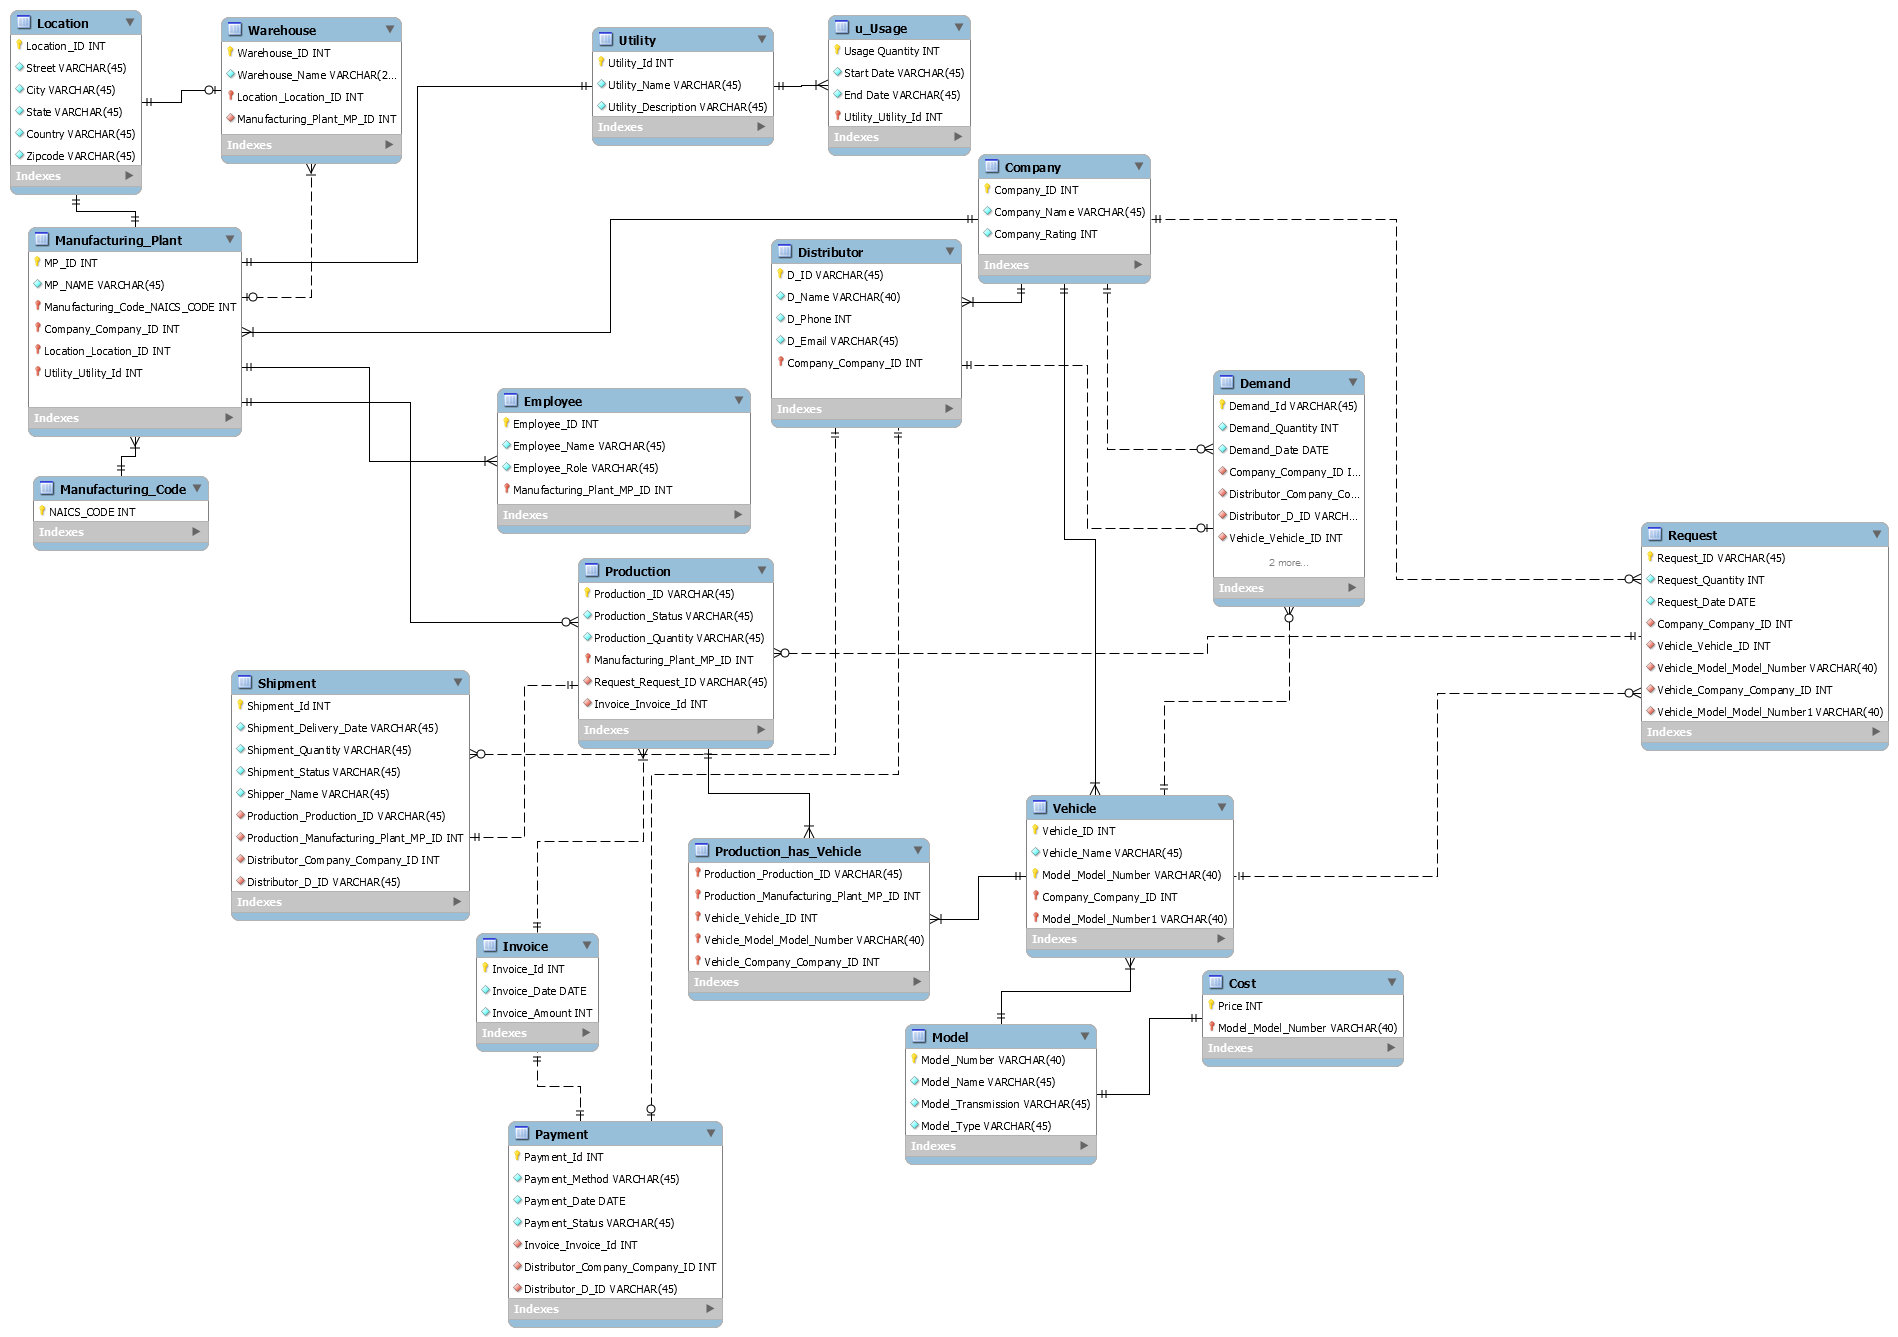 Location
Location_ID INT
Street VARCHAR(45)
City VARCHAR(45)
State VARCHAR(45)
Country VARCHAR(45)
Zipcode VARCHAR(45)
Indexes
Warehouse
Warehouse_ID INT
Warehouse_Name VARCHAR(2...
Location_Location_ID INT
Manufacturing_Plant_MP_ID INT
Indexes
Utility
Utility_Id INT
Utility_Name VARCHAR(45)
Utility_Description VARCHAR(45)
Indexes
u_Usage
Usage Quantity INT
Start Date VARCHAR(45)
End Date VARCHAR(45)
Utility_Utility_Id INT
Indexes
Company
Company_ID INT
Company_Name VARCHAR(45)
Company_Rating INT
Indexes
Manufacturing_Plant
MP_ID INT
MP_NAME VARCHAR(45)
Manufacturing_Code_NAICS_CODE INT
Company_Company_ID INT
Location_Location_ID INT
Utility_Utility_Id INT
Indexes
Distributor
D_ID VARCHAR(45)
D_Name VARCHAR(40)
D_Phone INT
D_Email VARCHAR(45)
Company_Company_ID INT
Indexes
Demand
Demand_Id VARCHAR(45)
Demand_Quantity INT
Demand_Date DATE
Company_Company_ID I...
Distributor_Company_Co...
Distributor_D_ID VARCH...
Vehicle_Vehicle_ID INT
2 more...
Indexes
Employee
Employee_ID INT
Employee_Name VARCHAR(45)
Employee_Role VARCHAR(45)
Manufacturing_Plant_MP_ID INT
Indexes
Manufacturing_Code
NAICS_CODE INT
Indexes
Request
Request_ID VARCHAR(45)
Request_Quantity INT
Request_Date DATE
Company_Company_ID INT
Vehicle_Vehicle_ID INT
Vehicle_Model_Model_Number VARCHAR(40)
Vehicle_Company_Company_ID INT
Vehicle_Model_Model_Number1 VARCHAR(40)
Indexes
Production
Production_ID VARCHAR(45)
Production_Status VARCHAR(45)
Production_Quantity VARCHAR(45)
Manufacturing_Plant_MP_ID INT
Request_Request_ID VARCHAR(45)
Invoice_Invoice_Id INT
Indexes
Shipment
Shipment_Id INT
Shipment_Delivery_Date VARCHAR(45)
Shipment_Quantity VARCHAR(45)
Shipment_Status VARCHAR(45)
Shipper_Name VARCHAR(45)
Production_Production_ID VARCHAR(45)
Production_Manufacturing_Plant_MP_ID INT
Distributor_Company_Company_ID INT
Distributor_D_ID VARCHAR(45)
Indexes
Vehicle
Vehicle_ID INT
Vehicle_Name VARCHAR(45)
Model_Model_Number VARCHAR(40)
Company_Company_ID INT
Model_Model_Number1 VARCHAR(40)
Indexes
Production_has_Vehicle
Production_Production_ID VARCHAR(45)
Production_Manufacturing_Plant_MP_ID INT
Vehicle_Vehicle_ID INT
Vehicle_Model_Model_Number VARCHAR(40)
Vehicle_Company_Company_ID INT
Indexes
Invoice
Invoice_Id INT
Invoice_Date DATE
Invoice_Amount INT
Indexes
Cost
Price INT
Model_Model_Number VARCHAR(40)
Indexes
Model
Model_Number VARCHAR(40)
Model_Name VARCHAR(45)
Model_Transmission VARCHAR(45)
Model_Type VARCHAR(45)
Indexes
Payment
Payment_Id INT
Payment_Method VARCHAR(45)
Payment_Date DATE
Payment_Status VARCHAR(45)
Invoice_Invoice_Id INT
Distributor_Company_Company_ID INT
Distributor_D_ID VARCHAR(45)
Indexes